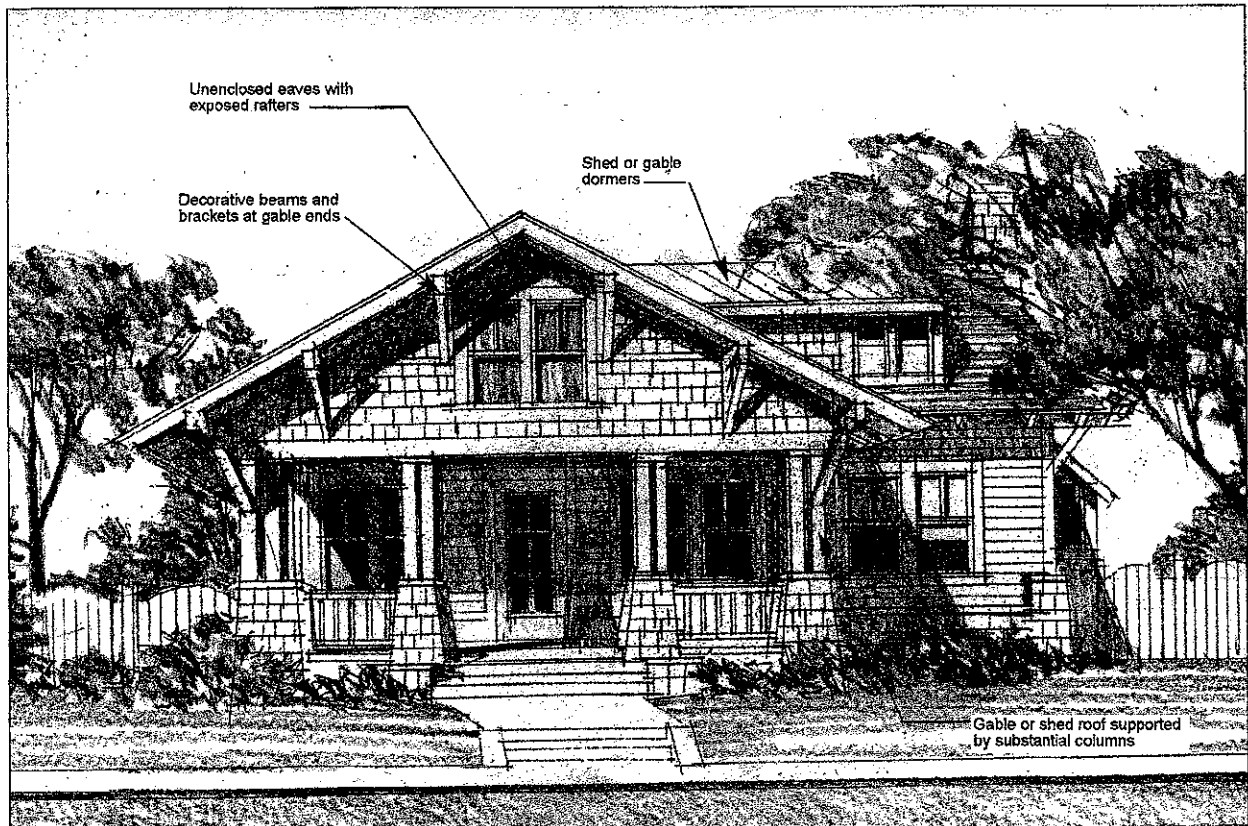 Unenclosed eaves with
exposed rafters
Decorative beams and
brackets at gable ends
Shed or gable
dormers
Gable or shed roof supported
by substantial columns